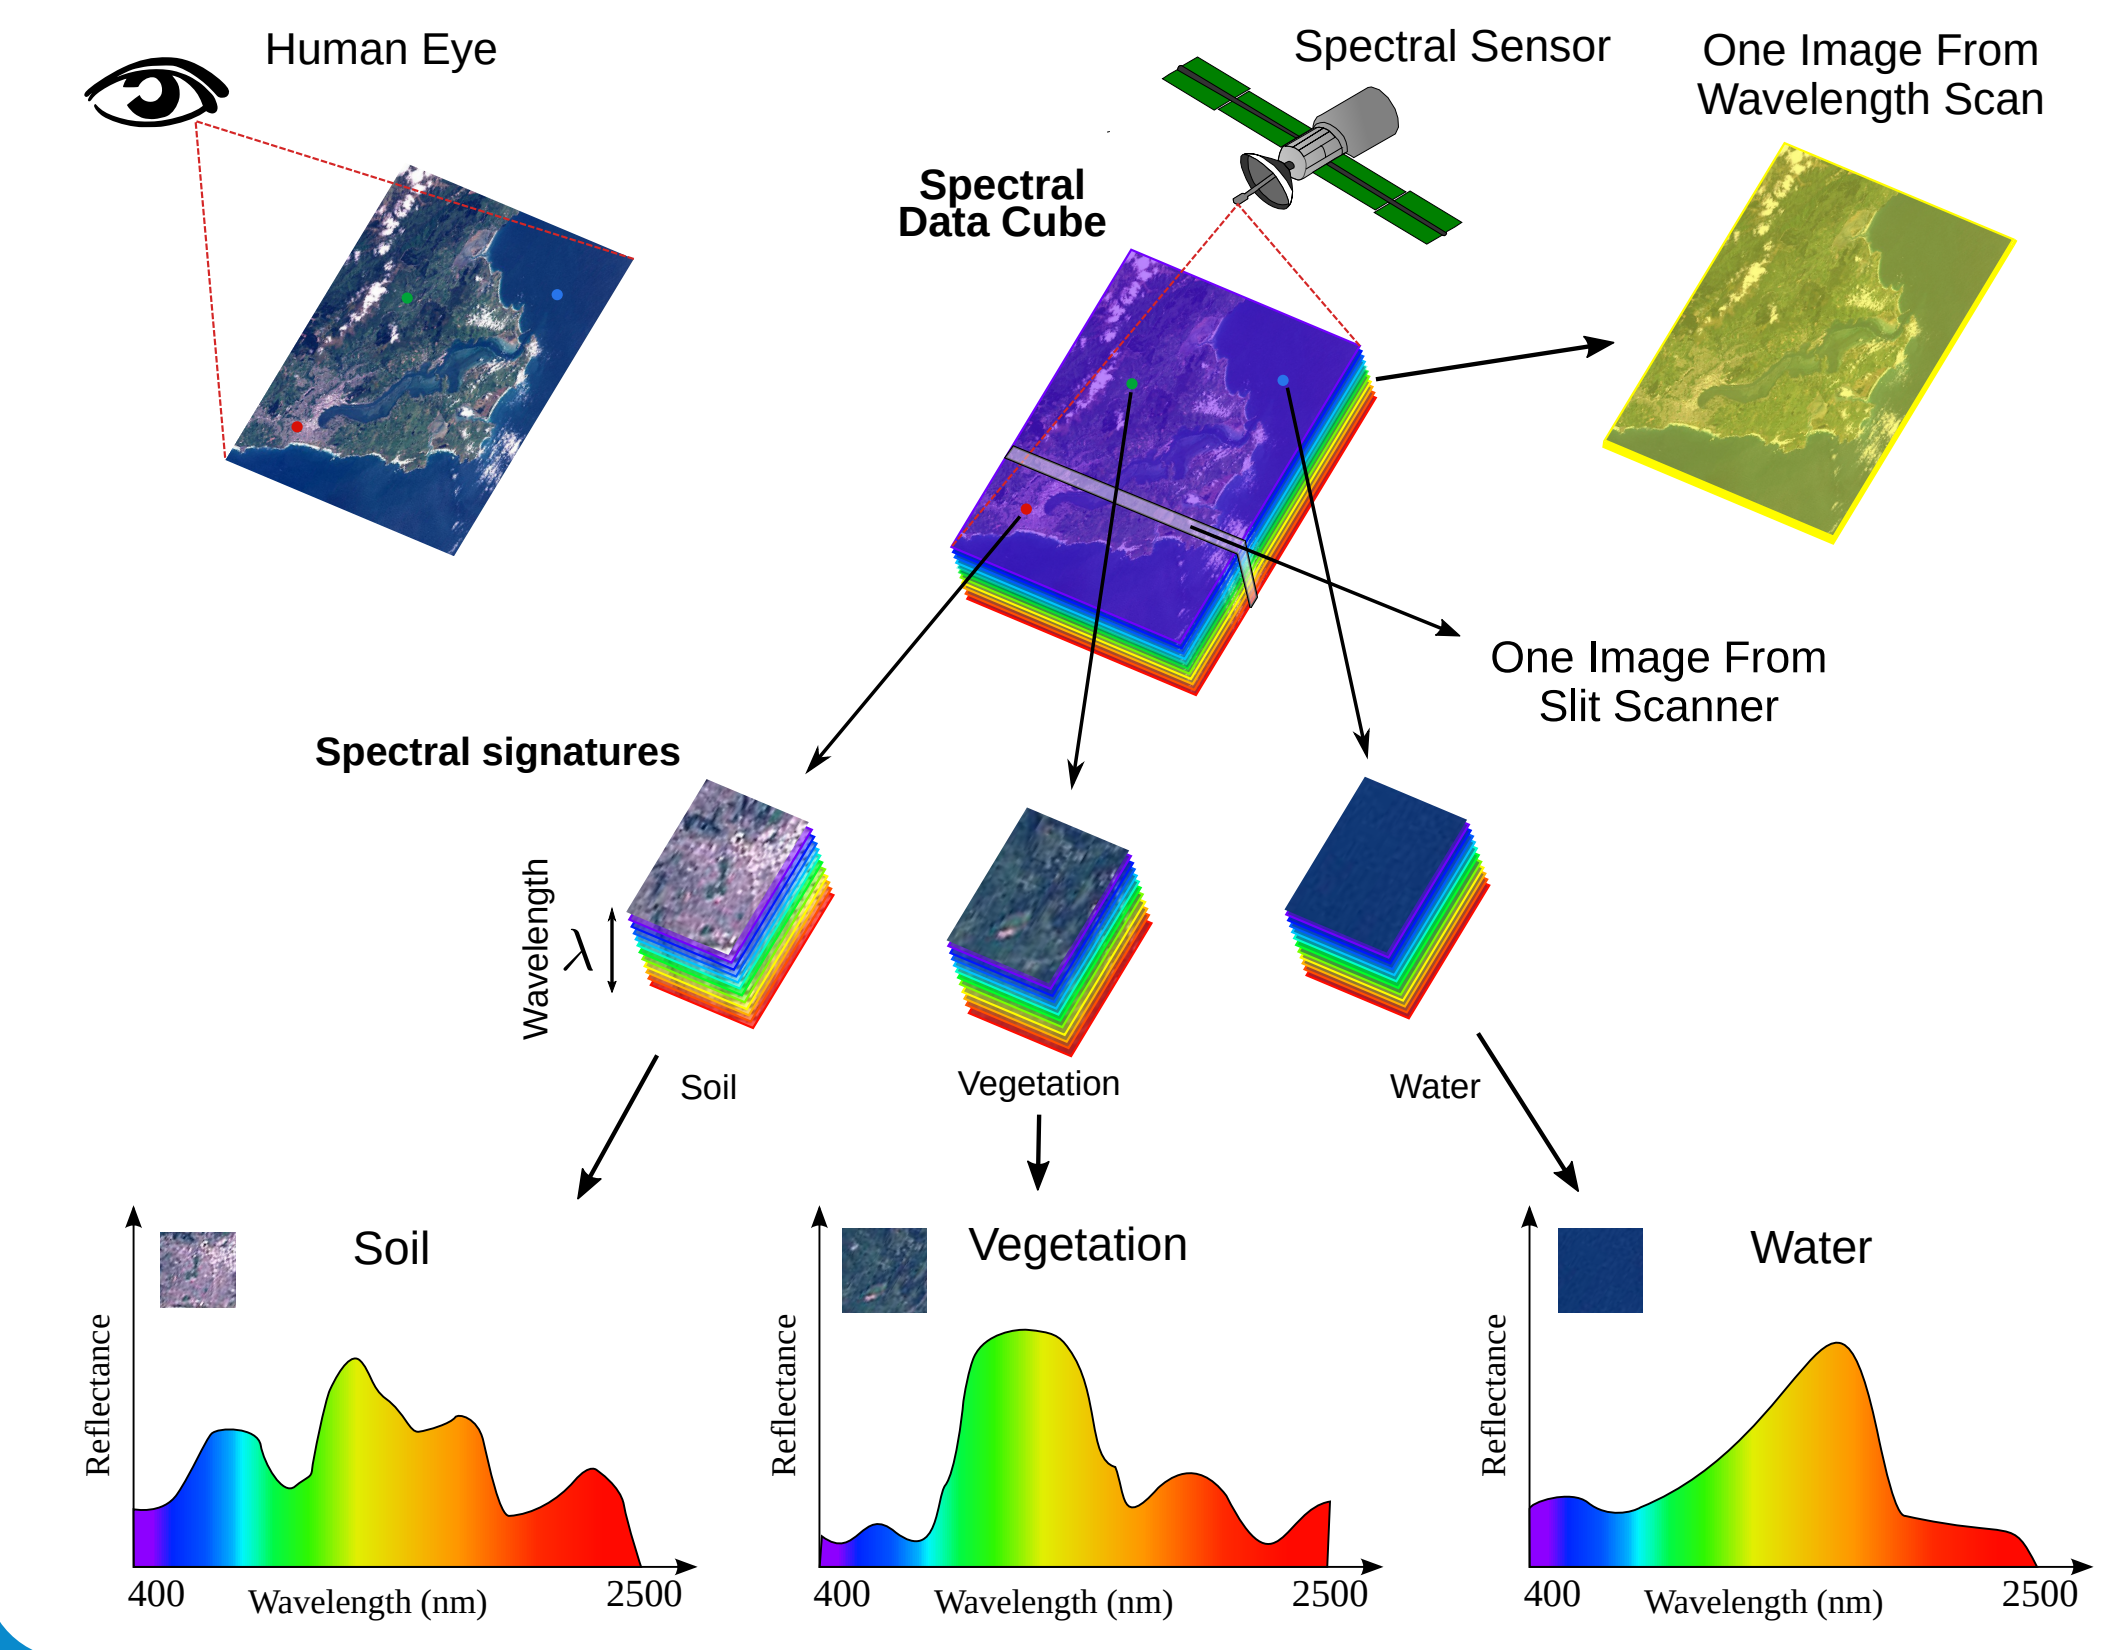 Human Eye
Spectral Sensor
One Image From
Wavelength Scan
Spectral
Data Cube
One Image From
Slit Scanner
Spectral signatures
Wavelength
λ
Soil
Vegetation
Water
Soil
Reflectance
400
Wavelength (nm)
2500
Vegetation
Reflectance
400
Wavelength (nm)
2500
Water
Reflectance
400
Wavelength (nm)
2500